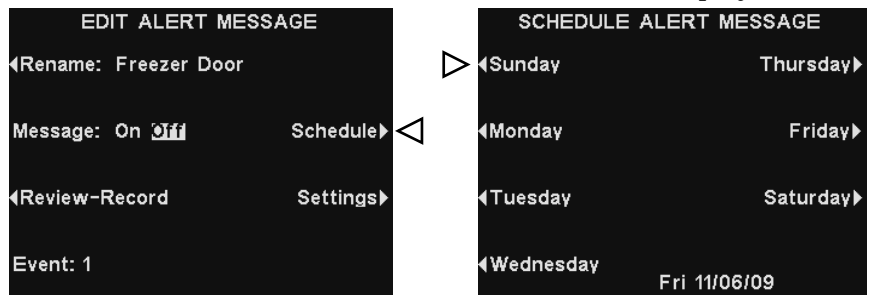 EDIT ALERT MESSAGE
Rename: Freezer Door
Message: On Off Schedule
Review-Record Settings
Event: 1
SCHEDULE ALERT MESSAGE
Sunday Thursday
Monday Friday
Tuesday Saturday
Wednesday
Fri 11/06/09